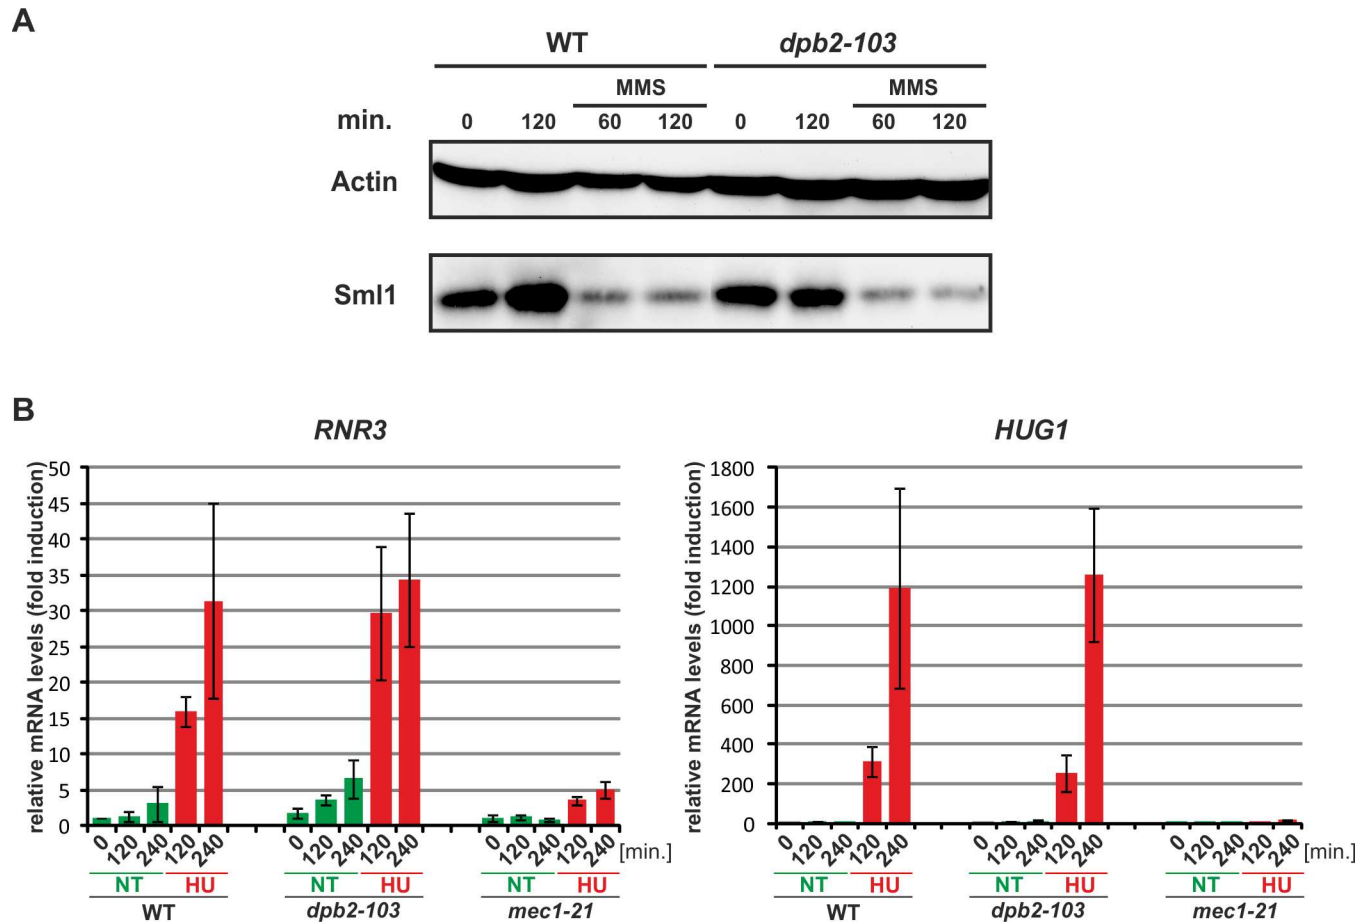 A
WT dpb2-103
MMS MMS
min. 0 120 60 120 0 120 60 120
Actin
Sml1
B
RNR3
relative mRNA levels (fold induction)
50
45
40
35
30
25
20
15
10
5
0
0 120 240 120 240 0 120 240 120 240 0 120 240 120 240 [min.]
NT HU NT HU NT HU
WT dpb2-103 mec1-21
HUG1
relative mRNA levels (fold induction)
1800
1600
1400
1200
1000
800
600
400
200
0
0 120 240 120 240 0 120 240 120 240 0 120 240 120 240 [min.]
NT HU NT HU NT HU
WT dpb2-103 mec1-21